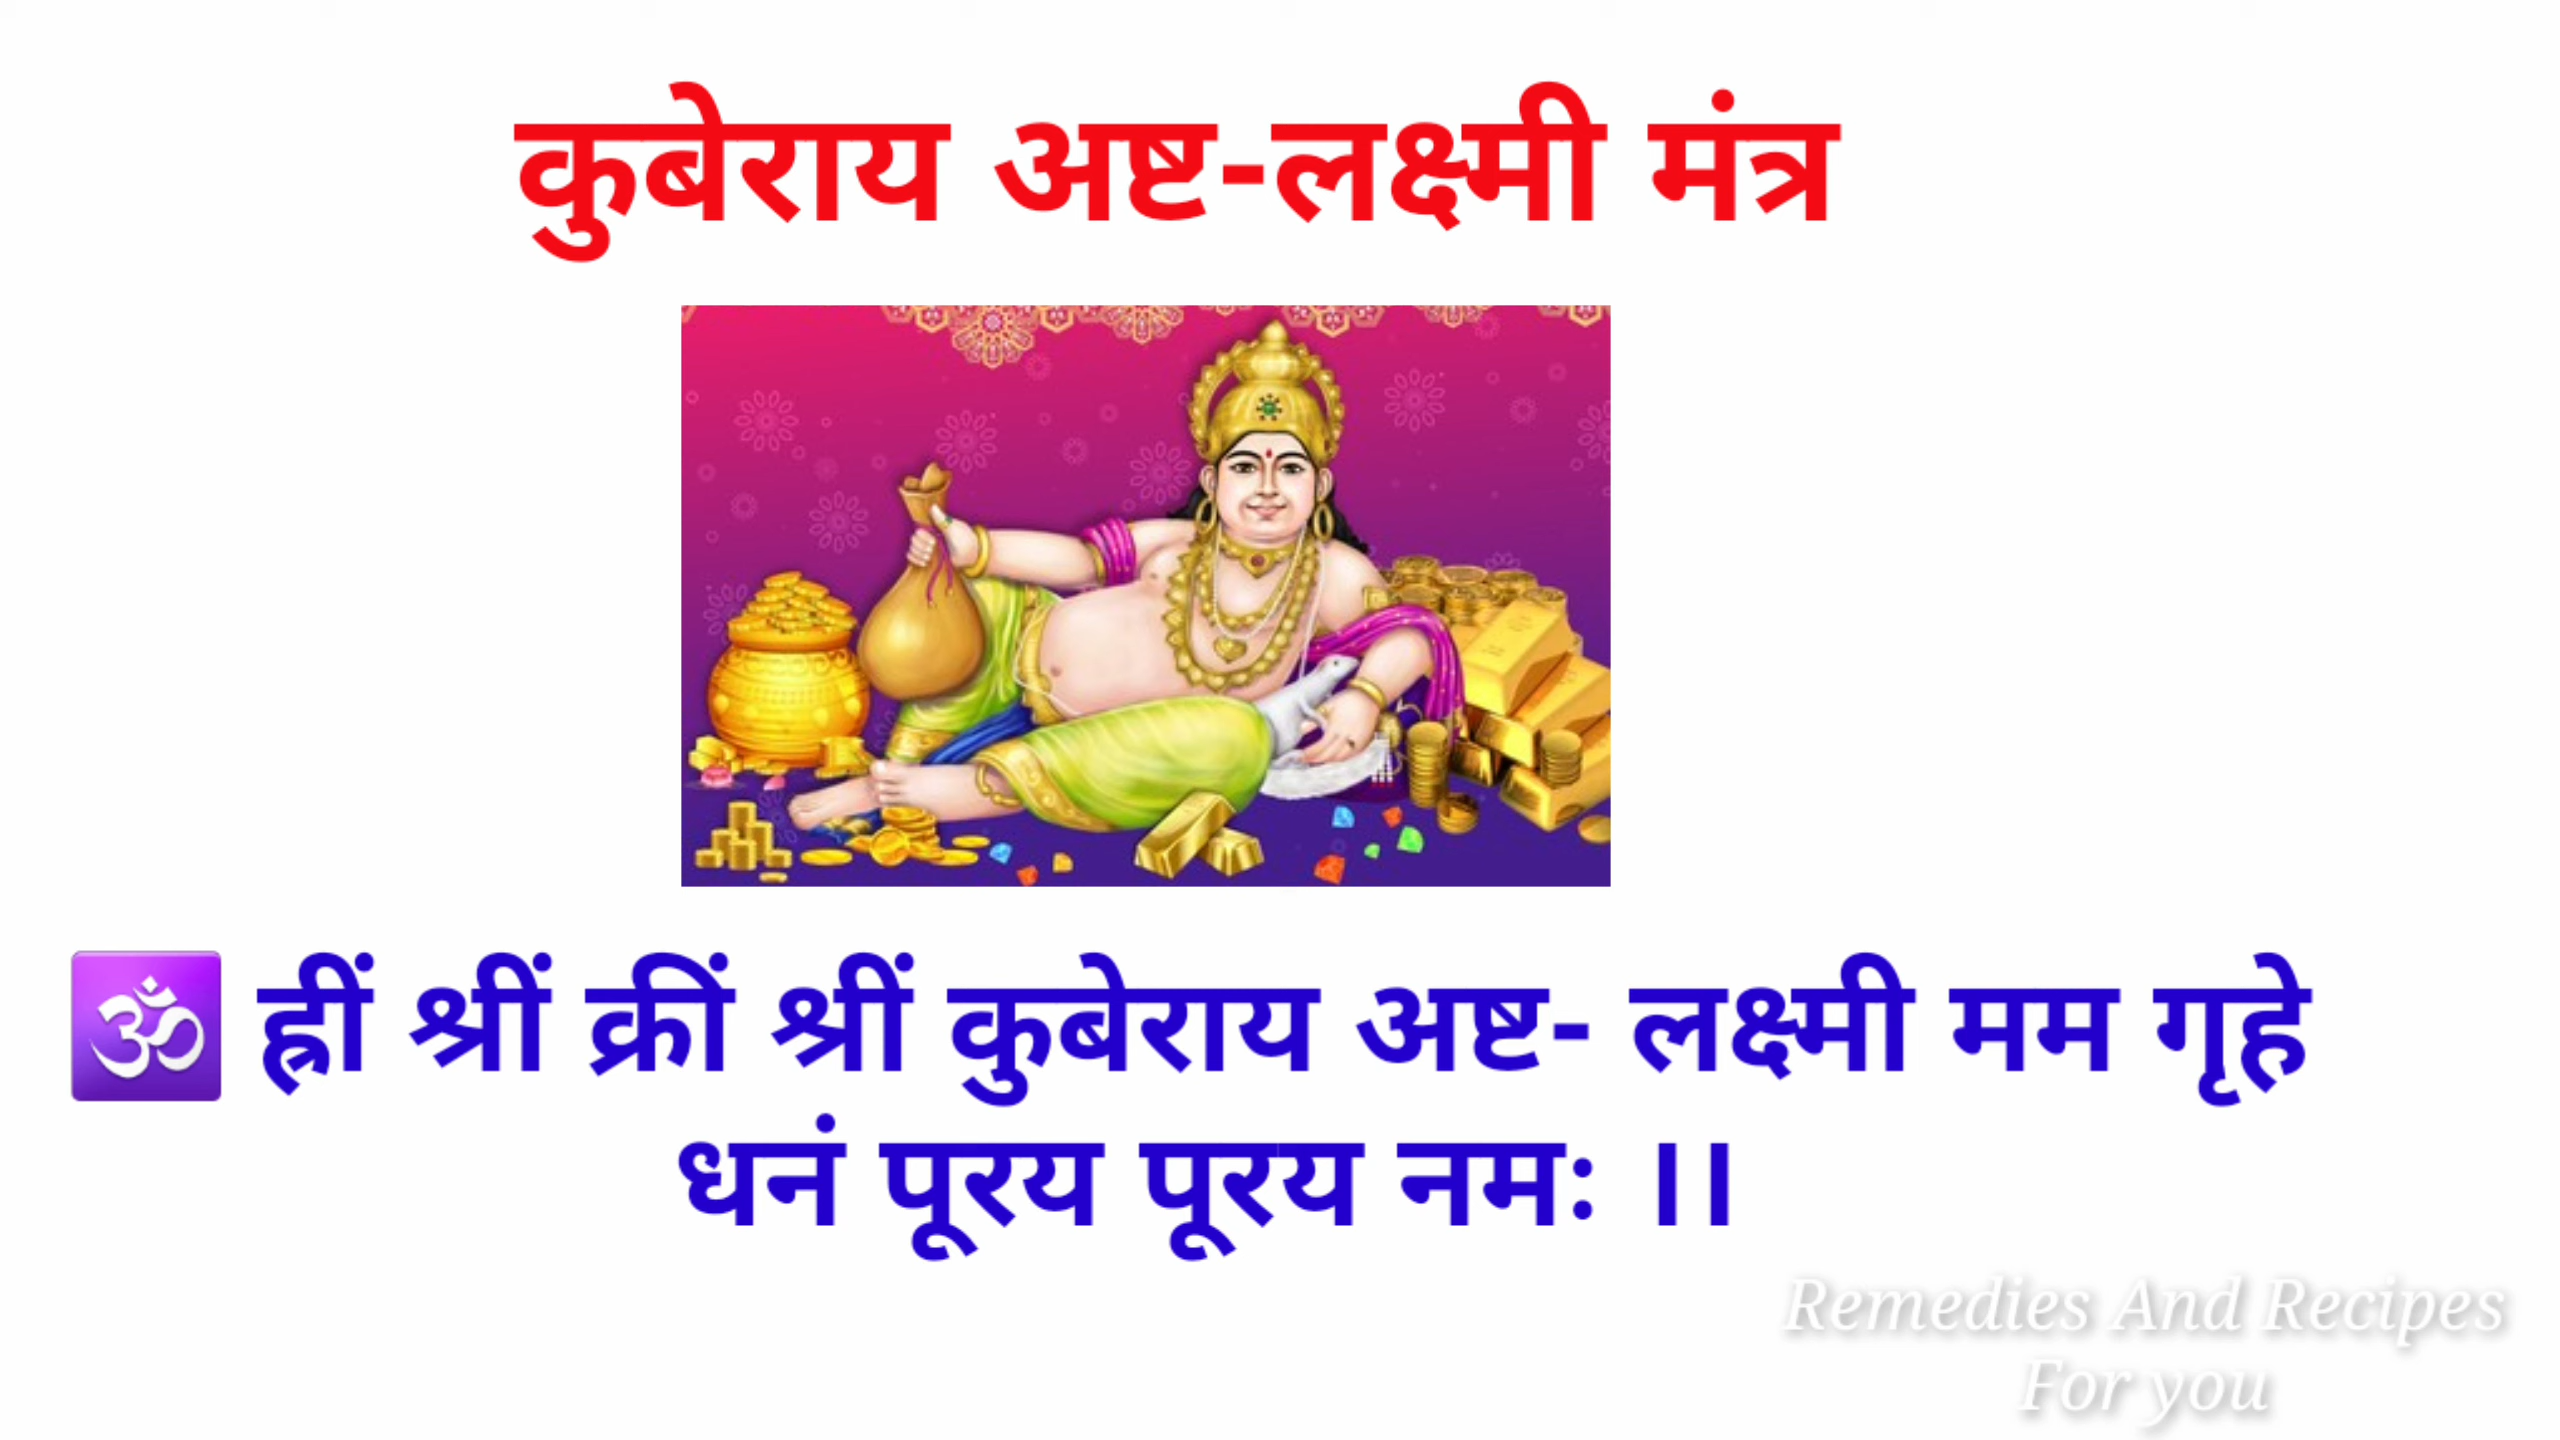 कुबेराय अष्ट-लक्ष्मी मंत्र
ॐ ह्रीं श्रीं क्रीं श्रीं कुबेराय अष्ट- लक्ष्मी मम गृहे
धनं पूरय पूरय नमः ।।
Remedies And Recipes
For you